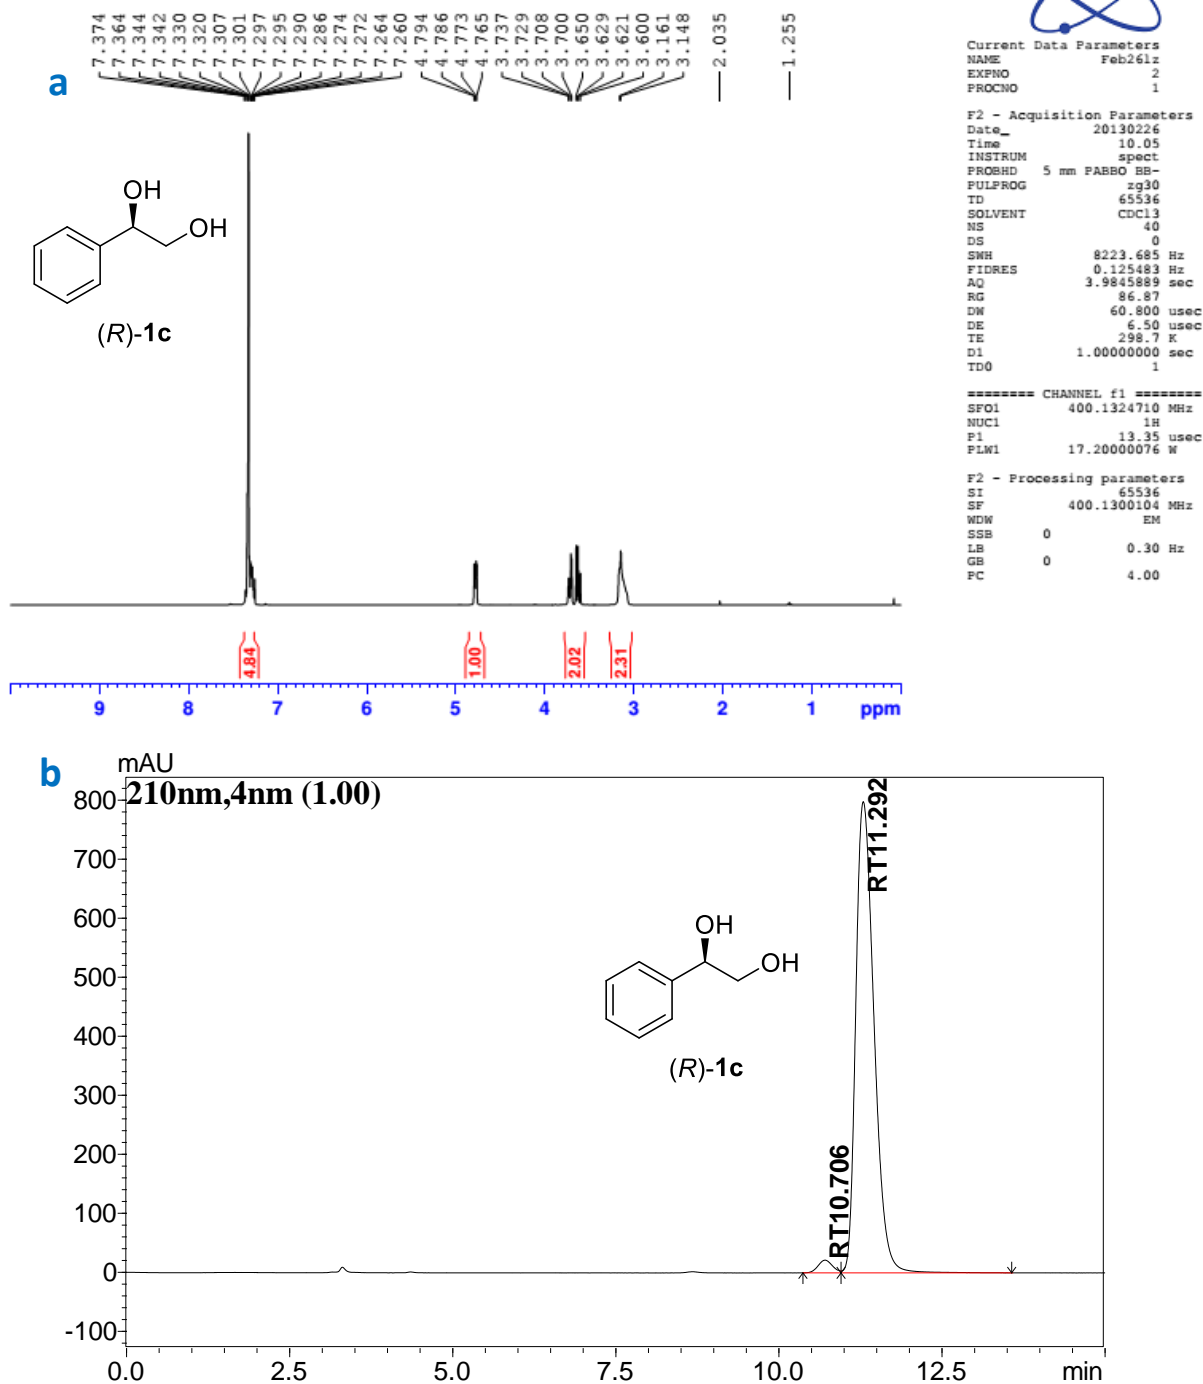 7.374
7.364
7.344
7.342
7.330
7.320
7.307
7.301
7.297
7.295
7.290
7.286
7.274
7.272
7.264
7.260
4.794
4.786
4.773
4.765
3.737
3.729
3.708
3.700
3.650
3.629
3.621
3.600
3.161
3.148
2.035
1.255
a
OH
OH
(R)-1c
Current Data Parameters
NAME Feb26lz
EXPNO 2
PROCNO 1
F2 - Acquisition Parameters
Date_ 20130226
Time 10.05
INSTRUM spect
PROBHD 5 mm PABBO BB-
PULPROG zg30
TD 65536
SOLVENT CDCl3
NS 40
DS 0
SWH 8223.685 Hz
FIDRES 0.125483 Hz
AQ 3.9845889 sec
RG 86.87
DW 60.800 usec
DE 6.50 usec
TE 298.7 K
D1 1.00000000 sec
TD0 1
======== CHANNEL f1 ========
SFO1 400.1324710 MHz
NUC1 1H
P1 13.35 usec
PLW1 17.20000076 W
F2 - Processing parameters
SI 65536
SF 400.1300104 MHz
WDW EM
SSB 0
LB 0.30 Hz
GB 0
PC 4.00
4.84
1.00
2.02
2.31
9 8 7 6 5 4 3 2 1 ppm
b
mAU
210nm,4nm (1.00)
800
700
600
500
400
300
200
100
0
-100
RT10.706
RT11.292
OH
OH
(R)-1c
0.0 2.5 5.0 7.5 10.0 12.5 min